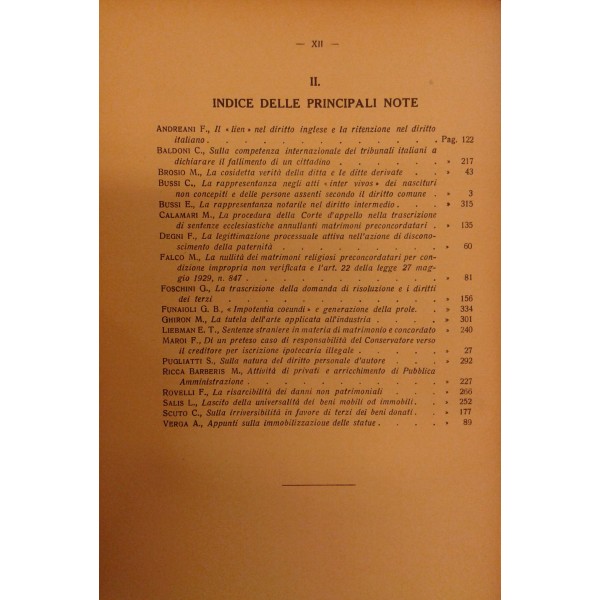 — XII —
II.
INDICE DELLE PRINCIPALI NOTE
ANDREANI F., Il «lien» nel diritto inglese e la ritenzione nel diritto
italiano . . . . . . . . . . . . Pag. 122
BALDONI C., Sulla competenza internazionale dei tribunali italiani a
dichiarare il fallimento di un cittadino . . . . . . » 217
BROSIO M., La cosidetta verità della ditta e le ditte derivate . . » 43
BUSSI C., La rappresentanza negli atti «inter vivos» dei nascituri
non concepiti e delle persone assenti secondo il diritto comune . » 3
BUSSI E., La rappresentanza notarile nel diritto intermedio . . . » 315
CALAMARI M., La procedura della Corte d'appello nella trascrizione
di sentenze ecclesiastiche annullanti matrimoni preconcordatari . » 135
DEGNI F., La legittimazione processuale attiva nell'azione di discono-
scimento della paternità . . . . . . . . . » 60
FALCO M., La nullità dei matrimoni religiosi preconcordatari per con-
dizione impropria non verificata e l'art. 22 della legge 27 mag-
gio 1929, n. 847 . . . . . . . . . . . » 81
FOSCHINI G., La trascrizione della domanda di risoluzione e i diritti
dei terzi . . . . . . . . . . . . » 156
FUNAIOLI G. B., «Impotentia coeundi» e generazione della prole. . » 334
GHIRON M., La tutela dell'arte applicata all'industria . . . . » 301
LIEBMAN E. T., Sentenze straniere in materia di matrimonio e concordato » 240
MAROI F., Di un preteso caso di responsabilità del Conservatore verso
il creditore per iscrizione ipotecaria illegale . . . . . » 27
PUGLIATTI S., Sulla natura del diritto personale d'autore . . . » 292
RICCA BARBERIS M., Attività di privati e arricchimento di Pubblica
Amministrazione . . . . . . . . . . . » 227
ROVELLI F., La risarcibilità dei danni non patrimoniali . . . . » 266
SALIS L., Lascito della universalità dei beni mobili od immobili . . » 252
SCUTO C., Sulla irriversibilità in favore di terzi dei beni donati . . » 177
VERGA A., Appunti sulla immobilizzazione delle statue . . . . » 89